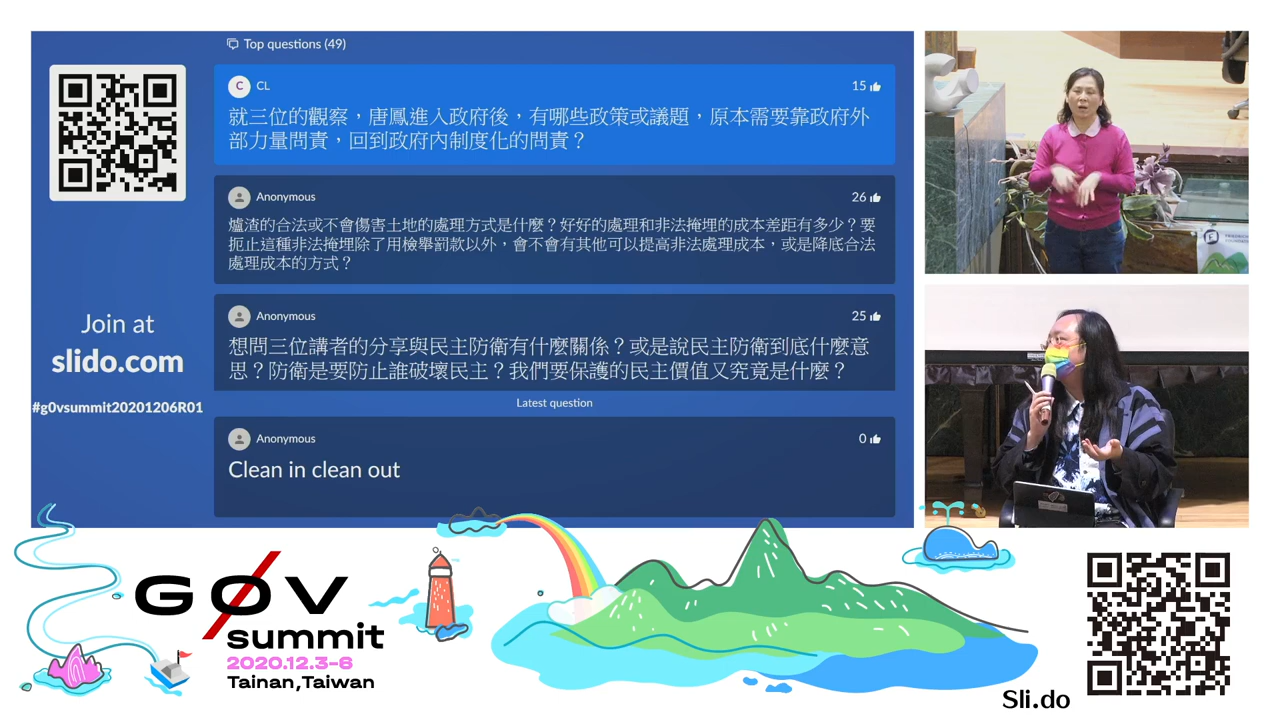 Top questions (49)
C
CL
15
就三位的觀察，唐鳳進入政府後，有哪些政策或議題，原本需要靠政府外
部力量問責，回到政府內制度化的問責？
Anonymous
26
爐渣的合法或不會傷害土地的處理方式是什麼？好好的處理和非法掩埋的成本差距有多少？要
扼止這種非法掩埋除了用檢舉罰款以外，會不會有其他可以提高非法處理成本，或是降底合法
處理成本的方式？
Anonymous
25
想問三位講者的分享與民主防衛有什麼關係？或是說民主防衛到底什麼意
思？防衛是要防止誰破壞民主？我們要保護的民主價值又究竟是什麼？
Latest question
Anonymous
0
Clean in clean out
Join at
slido.com
#g0vsummit20201206R01
GØV
summit
2020.12.3-6
Tainan,Taiwan
Sli.do